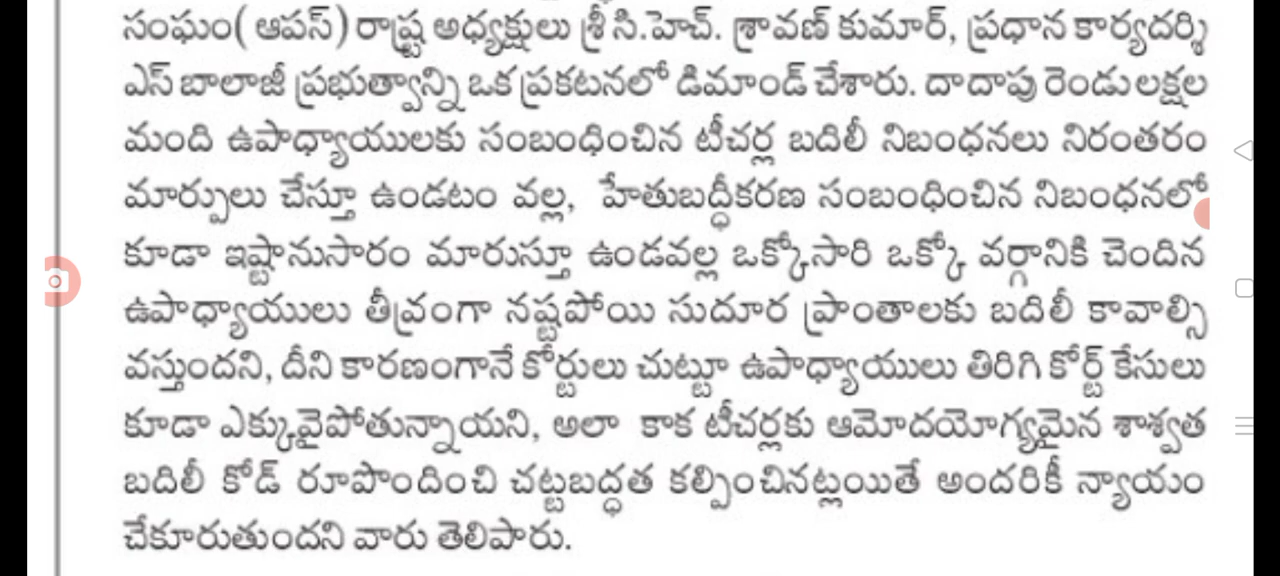 సంఘం( ఆపస్) రాష్ట్ర అధ్యక్షులు శ్రీ సి.హెచ్. శ్రావణ్ కుమార్, ప్రధాన కార్యదర్శి
ఎస్ బాలాజీ ప్రభుత్వాన్ని ఒక ప్రకటనలో డిమాండ్ చేశారు. దాదాపు రెండు లక్షల
మంది ఉపాధ్యాయులకు సంబంధించిన టీచర్ల బదిలీ నిబంధనలు నిరంతరం
మార్పులు చేస్తూ ఉండటం వల్ల, హేతుబద్ధీకరణ సంబంధించిన నిబంధనలో
కూడా ఇష్టానుసారం మారుస్తూ ఉండవల్ల ఒక్కోసారి ఒక్కో వర్గానికి చెందిన
ఉపాధ్యాయులు తీవ్రంగా నష్టపోయి సుదూర ప్రాంతాలకు బదిలీ కావాల్సి
వస్తుందని, దీని కారణంగానే కోర్టులు చుట్టూ ఉపాధ్యాయులు తిరిగి కోర్ట్ కేసులు
కూడా ఎక్కువైపోతున్నాయని, అలా కాక టీచర్లకు ఆమోదయోగ్యమైన శాశ్వత
బదిలీ కోడ్ రూపొందించి చట్టబద్ధత కల్పించినట్లయితే అందరికీ న్యాయం
చేకూరుతుందని వారు తెలిపారు.